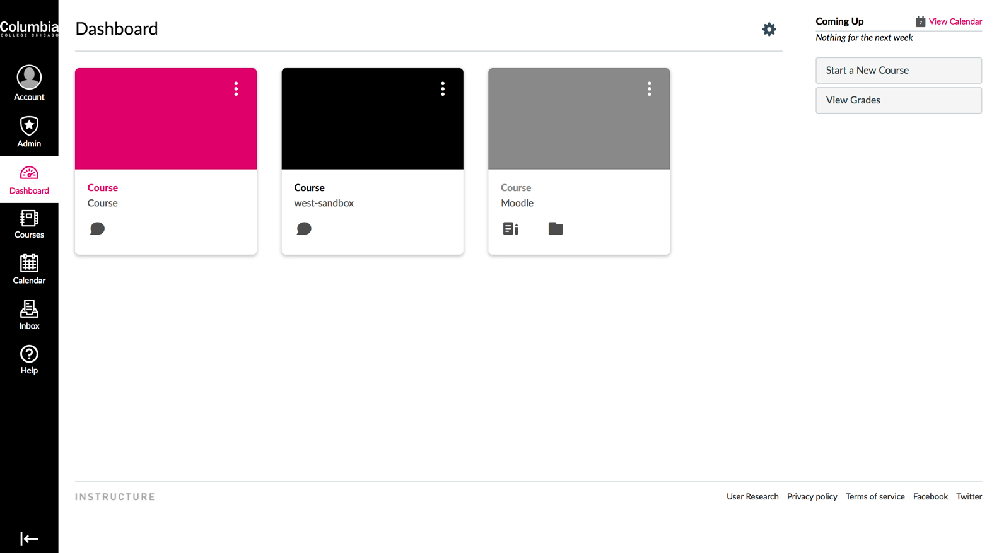 Columbia
COLLEGE CHICAGO
Account
Admin
Dashboard
Courses
Calendar
Inbox
Help
Dashboard
Course
Course
Course
west-sandbox
Course
Moodle
Coming Up
7
View Calendar
Nothing for the next week
Start a New Course
View Grades
INSTRUCTURE
User Research Privacy policy Terms of service Facebook Twitter